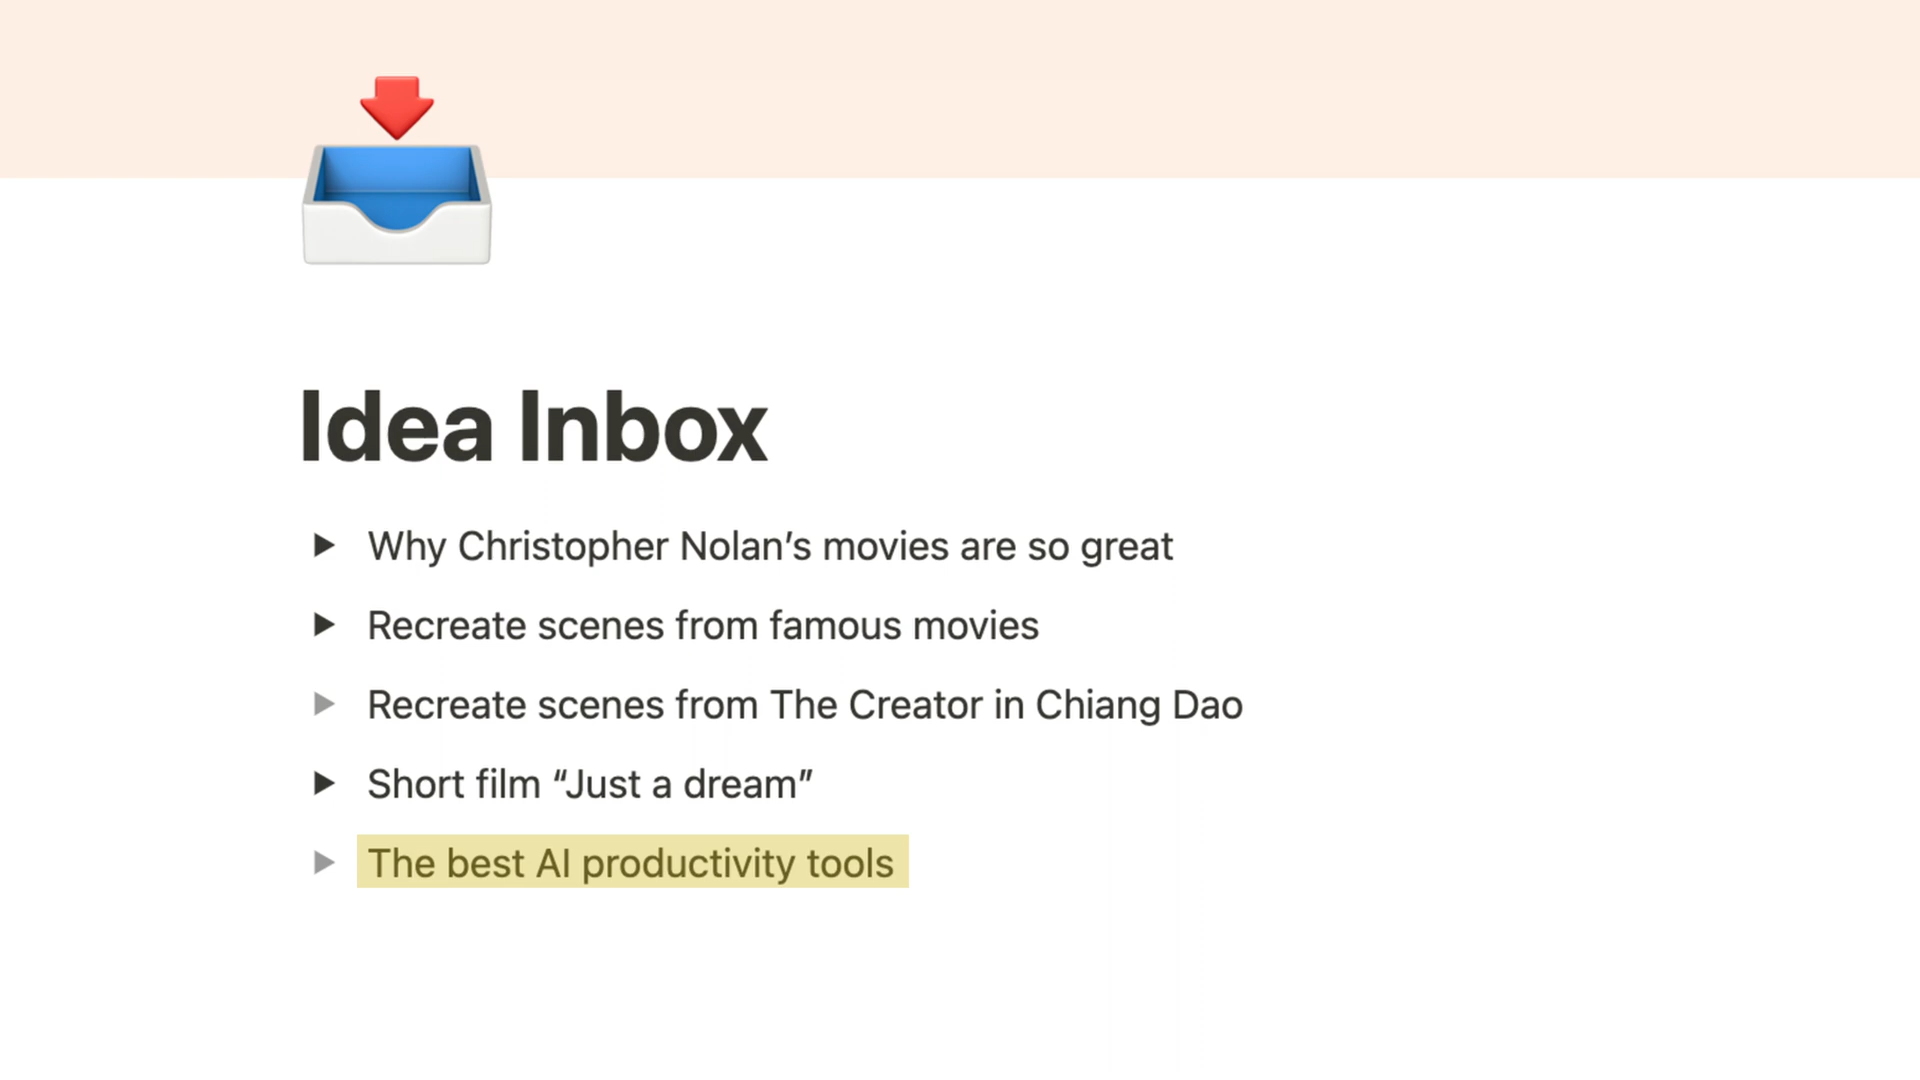 Idea Inbox
Why Christopher Nolan’s movies are so great
Recreate scenes from famous movies
Recreate scenes from The Creator in Chiang Dao
Short film “Just a dream”
The best AI productivity tools